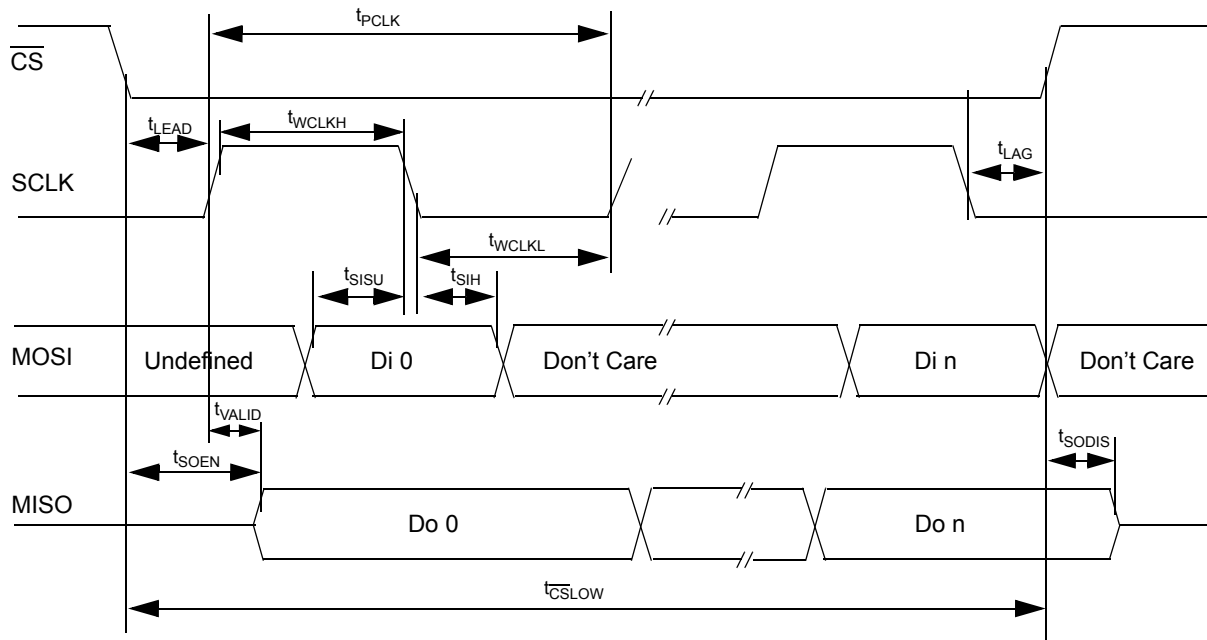 tPCLK
CS
tLEAD
tWCLKH
tLAG
SCLK
tWCLKL
tSISU
tSIH
MOSI
Undefined
Di 0
Don't Care
Di n
Don't Care
tVALID
tSOEN
tSODIS
MISO
Do 0
Do n
tCSLOW